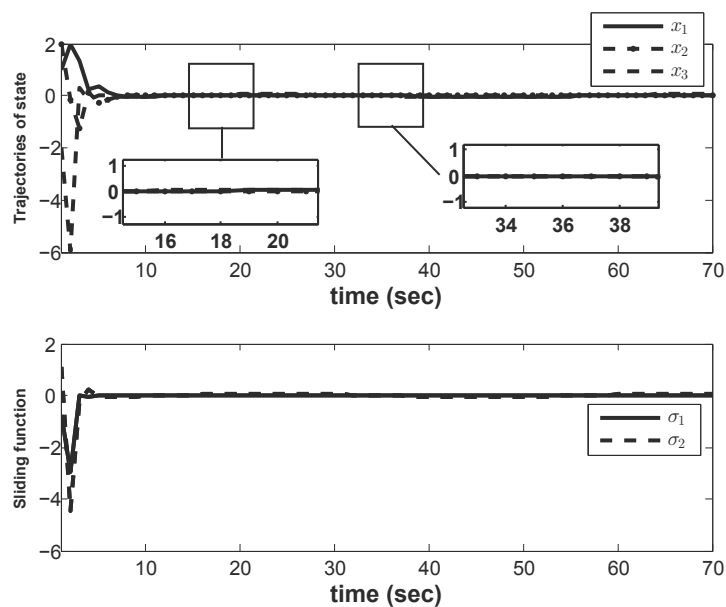 x₁
x₂
x₃
Trajectories of state
2
0
−2
−4
−6
1
0
−1
16 18 20
1
0
−1
34 36 38
10 20 30 40 50 60 70
time (sec)
Sliding function
2
0
−2
−4
−6
σ₁
σ₂
10 20 30 40 50 60 70
time (sec)